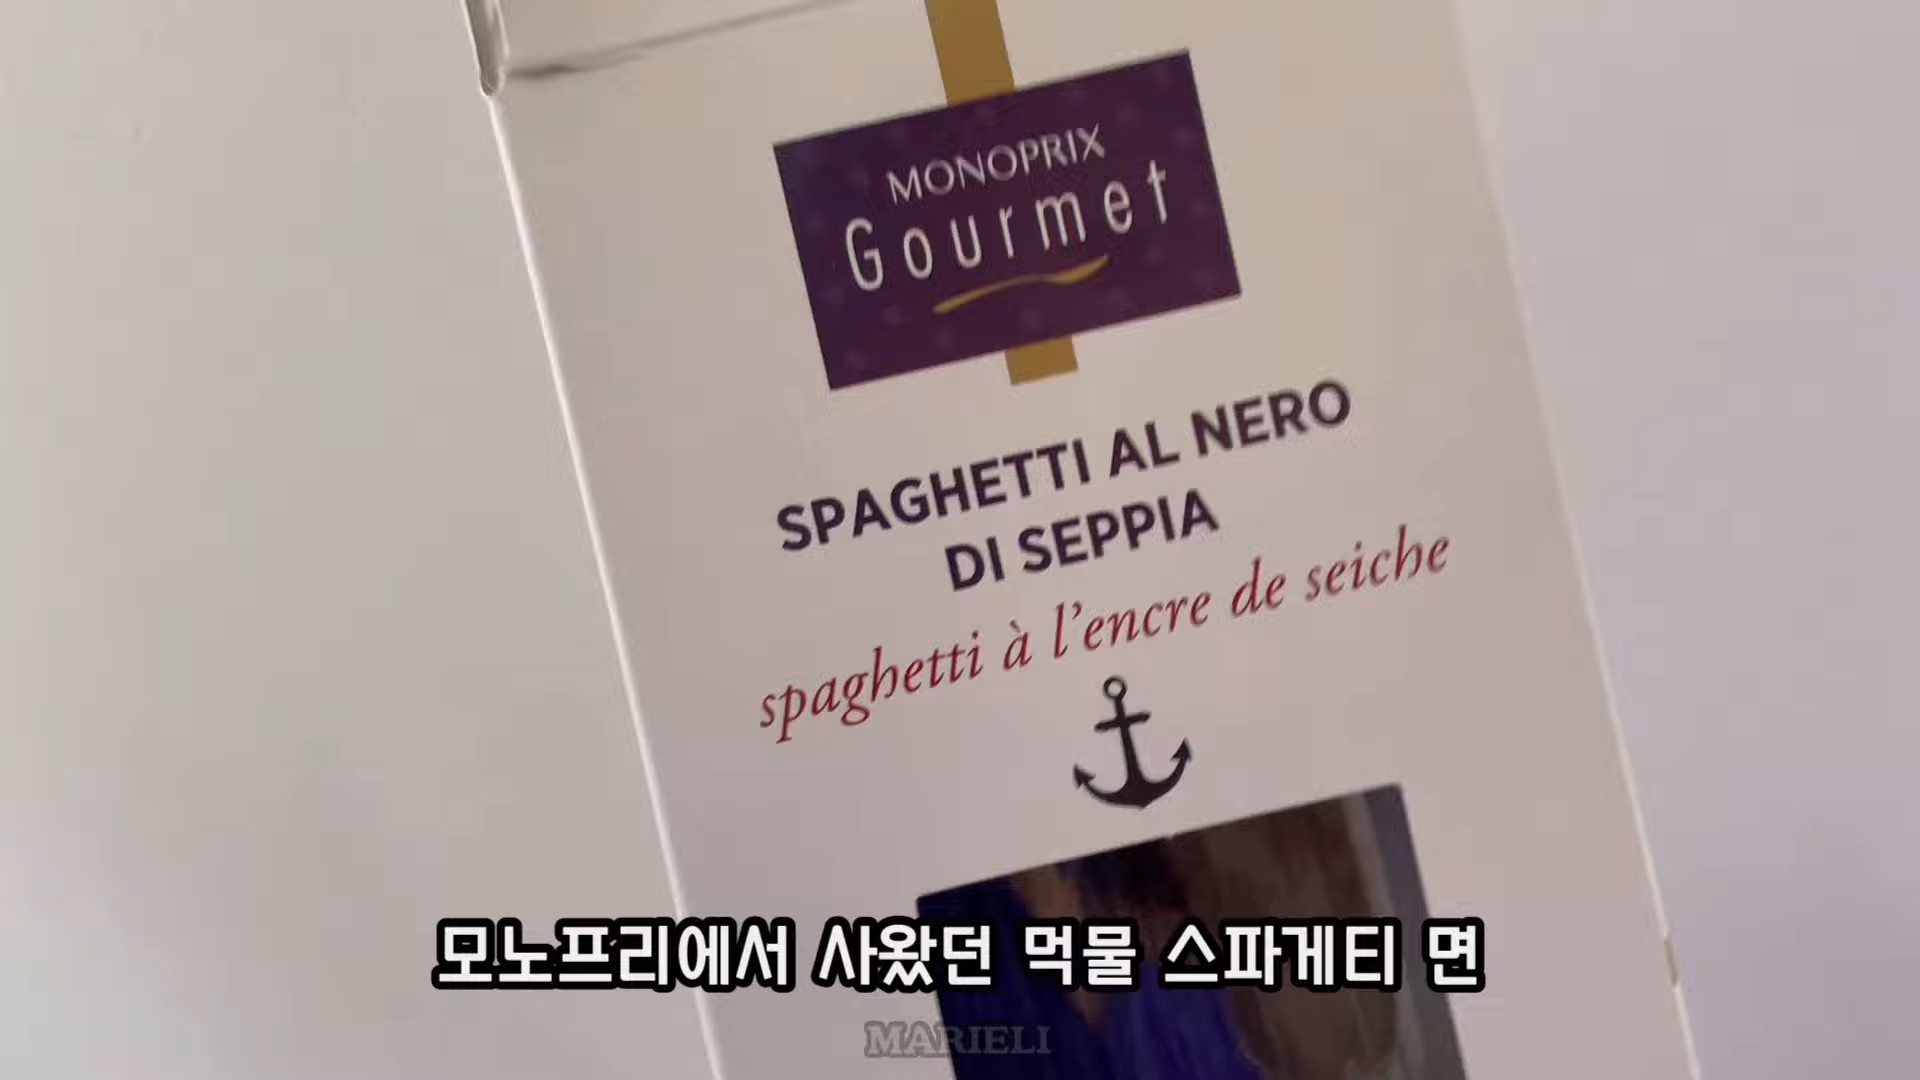 MONOPRIX
Gourmet
SPAGHETTI AL NERO
DI SEPPIA
spaghetti à l'encre de seiche
모노프리에서 사왔던 먹물 스파게티 면
MARIELI